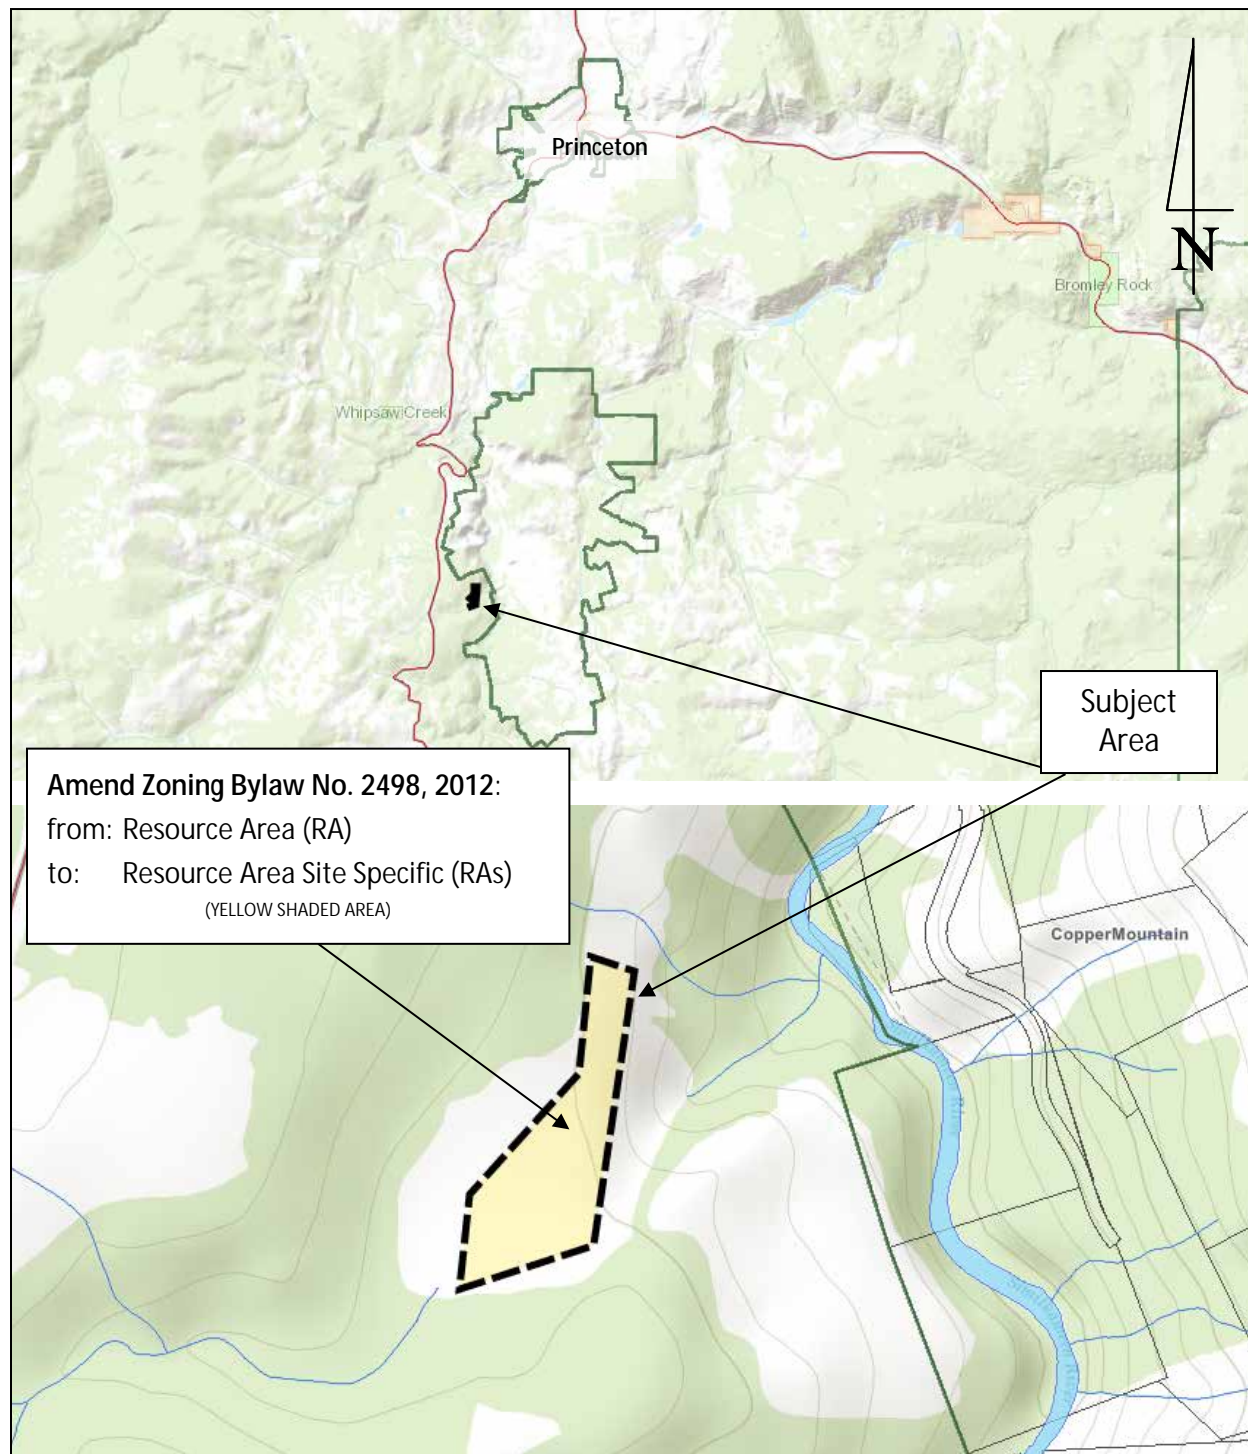 Princeton
N
Bromley Rock
Whipsaw Creek
Subject
Area
Amend Zoning Bylaw No. 2498, 2012:
from: Resource Area (RA)
to: Resource Area Site Specific (RAs)
(YELLOW SHADED AREA)
CopperMountain